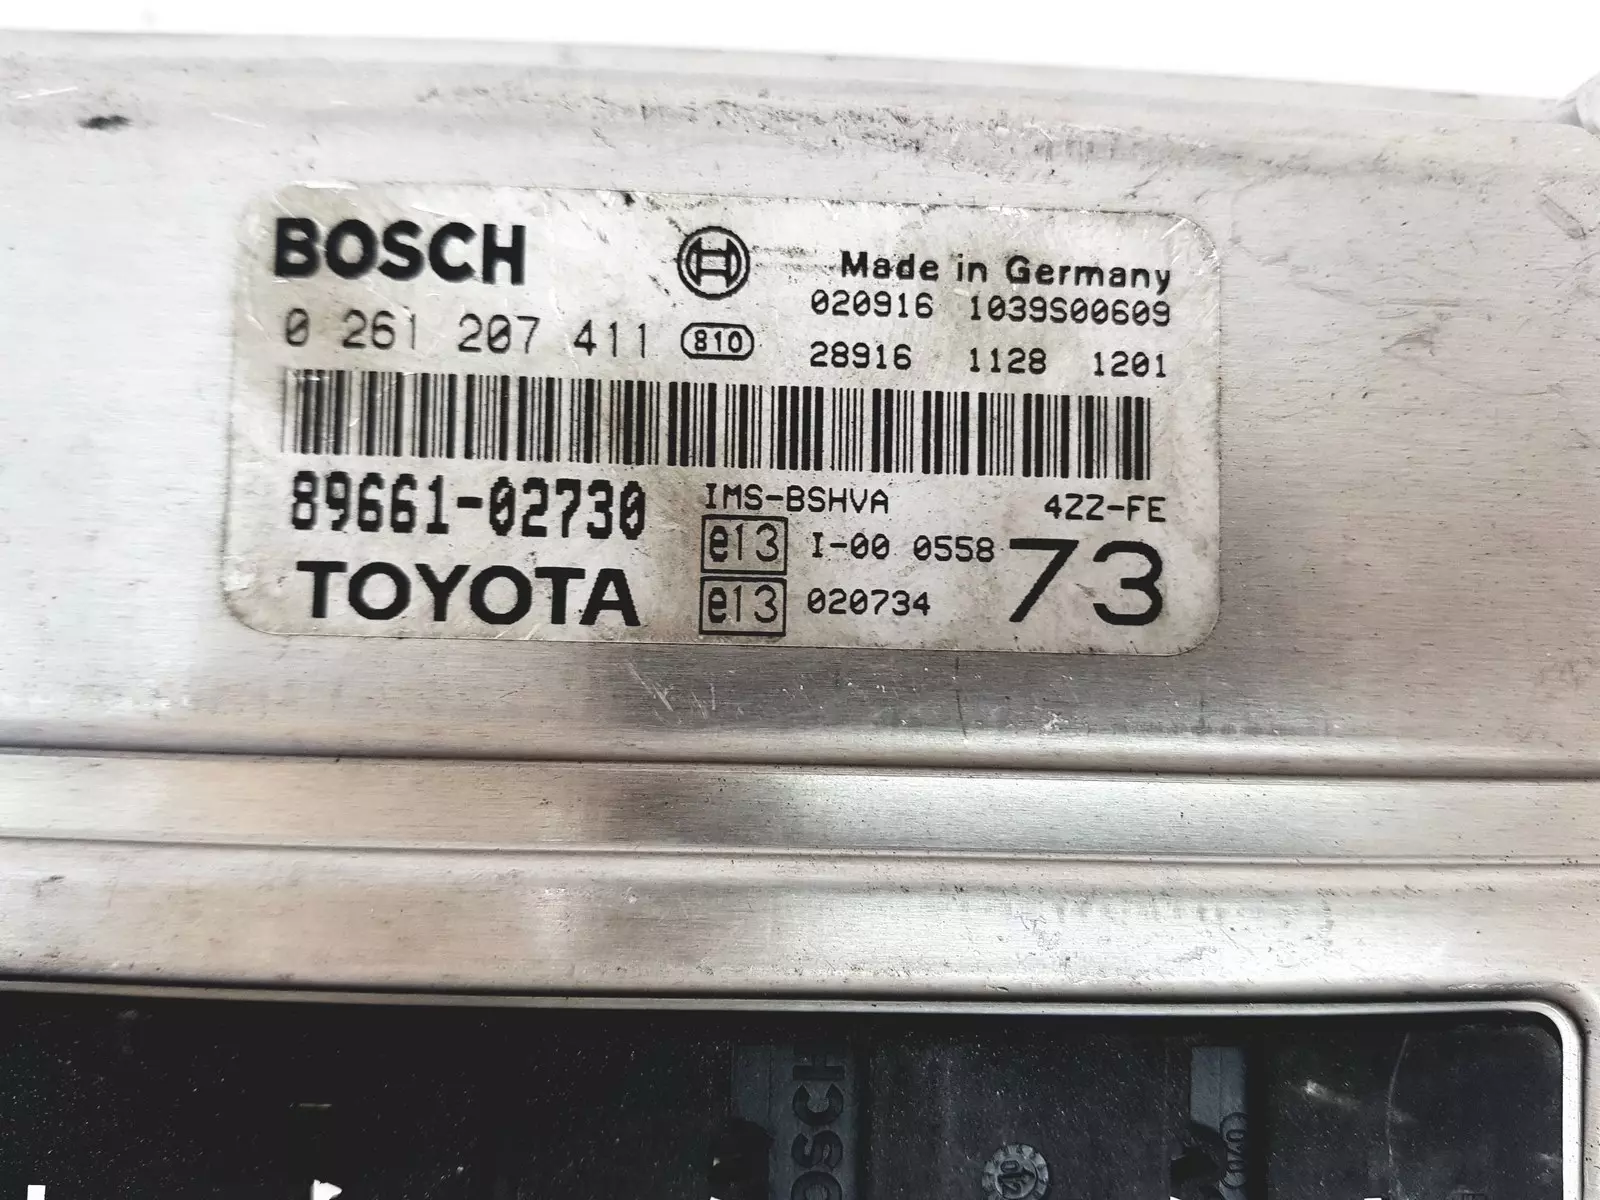 BOSCH
Made in Germany
020916 1039S00609
0 261 207 411 810
28916 1128 1201
89661-02730
IMS-BSHVA 4ZZ-FE
e13 I-00 0558 73
TOYOTA
e13 020734
BOSCH